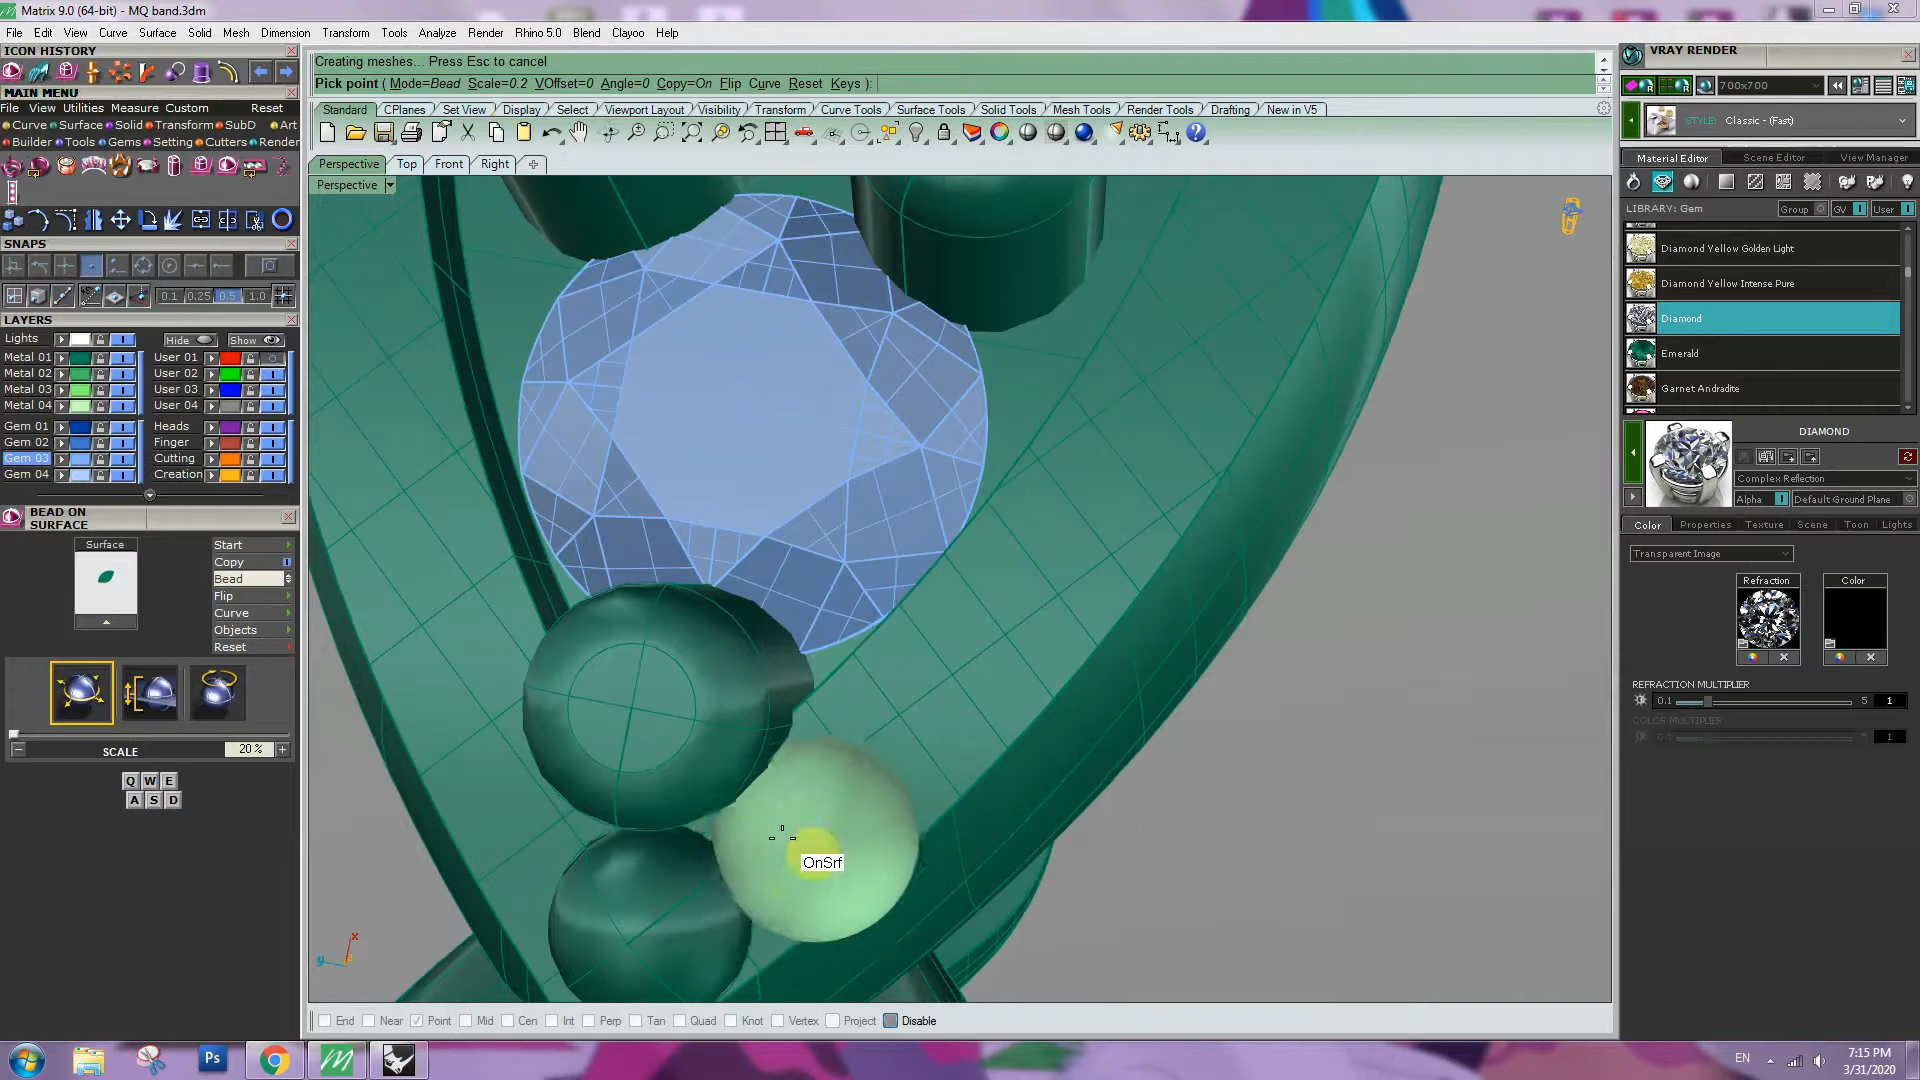 Matrix 9.0 (64-bit) - MQ band.3dm
File Edit View Curve Surface Solid Mesh Dimension Transform Tools Analyze Render Rhino 5.0 Blend Clayoo Help
ICON HISTORY
MAIN MENU
File View Utilities Measure Custom Reset
Curve Surface Solid Transform SubD Art
Builder Tools Gems Setting Cutters Render
SNAPS
0.1 0.25 0.5 1.0
LAYERS
Lights Hide Show
Metal 01 User 01
Metal 02 User 02
Metal 03 User 03
Metal 04 User 04
Gem 01 Heads
Gem 02 Finger
Gem 03 Cutting
Gem 04 Creation
BEAD ON
SURFACE
Surface
Start
Copy
Bead
Flip
Curve
Objects
Reset
SCALE 20 %
Q W E
A S D
Creating meshes... Press Esc to cancel
Pick point ( Mode=Bead Scale=0.2 VOffset=0 Angle=0 Copy=On Flip Curve Reset Keys ):
Standard CPlanes Set View Display Select Viewport Layout Visibility Transform Curve Tools Surface Tools Solid Tools Mesh Tools Render Tools Drafting New in V5
Perspective Top Front Right
Perspective
OnSrf
x
y
End Near Point Mid Cen Int Perp Tan Quad Knot Vertex Project Disable
VRAY RENDER
700x700
STYLE: Classic - (Fast)
Material Editor Scene Editor View Manager
LIBRARY: Gem Group GV User
Diamond Yellow Golden Light
Diamond Yellow Intense Pure
Diamond
Emerald
Garnet Andradite
DIAMOND
Complex Reflection
Alpha Default Ground Plane
Color Properties Texture Scene Toon Lights
Transparent Image
Refraction Color
REFRACTION MULTIPLIER
0.1 5 1
COLOR MULTIPLIER
0.1 5 1
Ps
EN
7:15 PM
3/31/2020